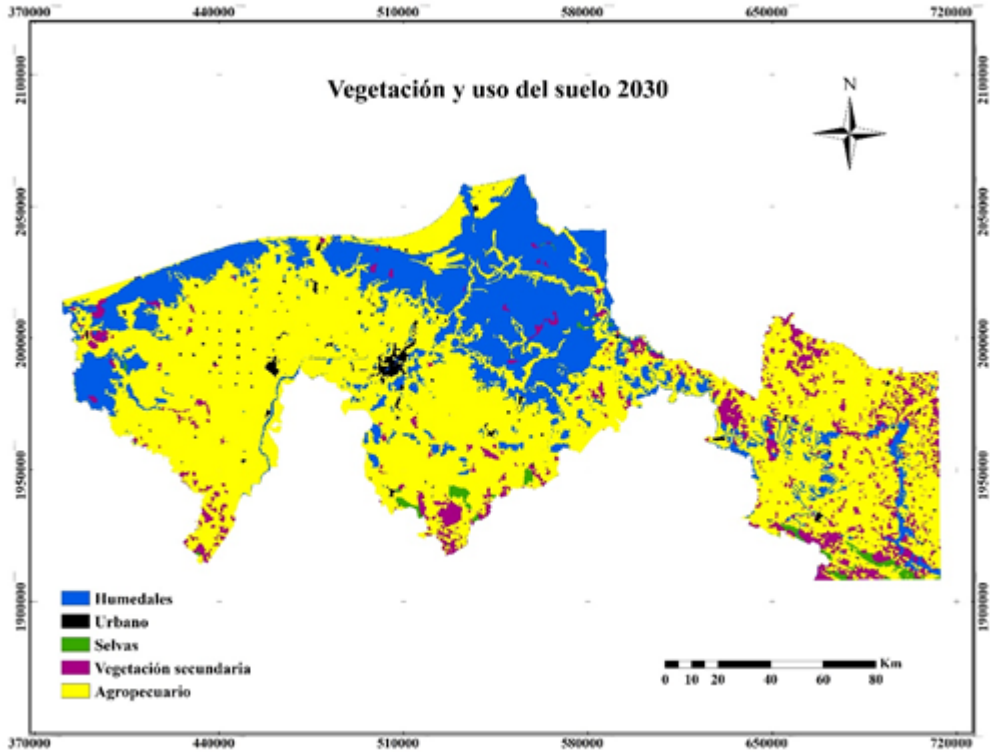 370000 440000 510000 580000 650000 720000
2100000 2100000
Vegetación y uso del suelo 2030
N
2050000 2050000
2000000 2000000
1950000 1950000
1900000 1900000
Humedales
Urbano
Selvas
Vegetación secundaria
Agropecuario
Km
0 10 20 40 60 80
370000 440000 510000 580000 650000 720000